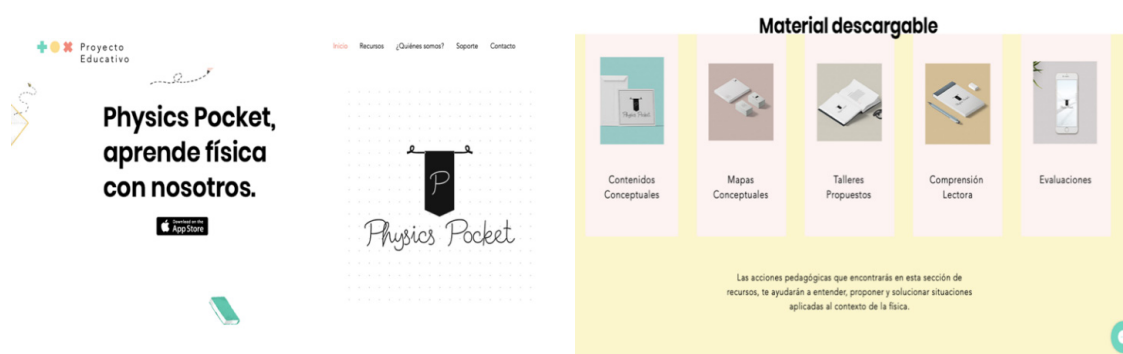 Proyecto
Educativo
Inicio Recursos ¿Quiénes somos? Soporte Contacto
Physics Pocket,
aprende física
con nosotros.
Download on the
App Store
P
Physics Pocket
Material descargable
Physics Pocket
Contenidos
Conceptuales
Mapas
Conceptuales
Talleres
Propuestos
Comprensión
Lectora
Evaluaciones
Las acciones pedagógicas que encontrarás en esta sección de
recursos, te ayudarán a entender, proponer y solucionar situaciones
aplicadas al contexto de la física.